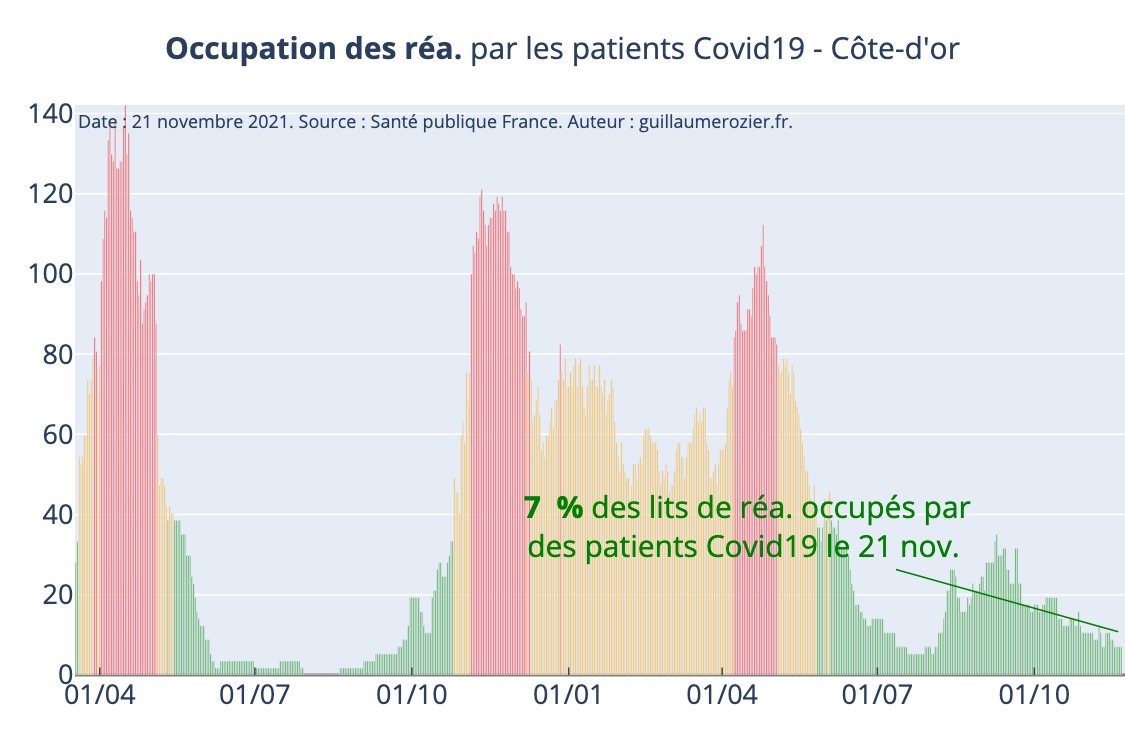 Occupation des réa. par les patients Covid19 - Côte-d'or
140
Date : 21 novembre 2021. Source : Santé publique France. Auteur : guillaumerozier.fr.
120
100
80
60
40
7 % des lits de réa. occupés par
des patients Covid19 le 21 nov.
20
0
01/04 01/07 01/10 01/01 01/04 01/07 01/10